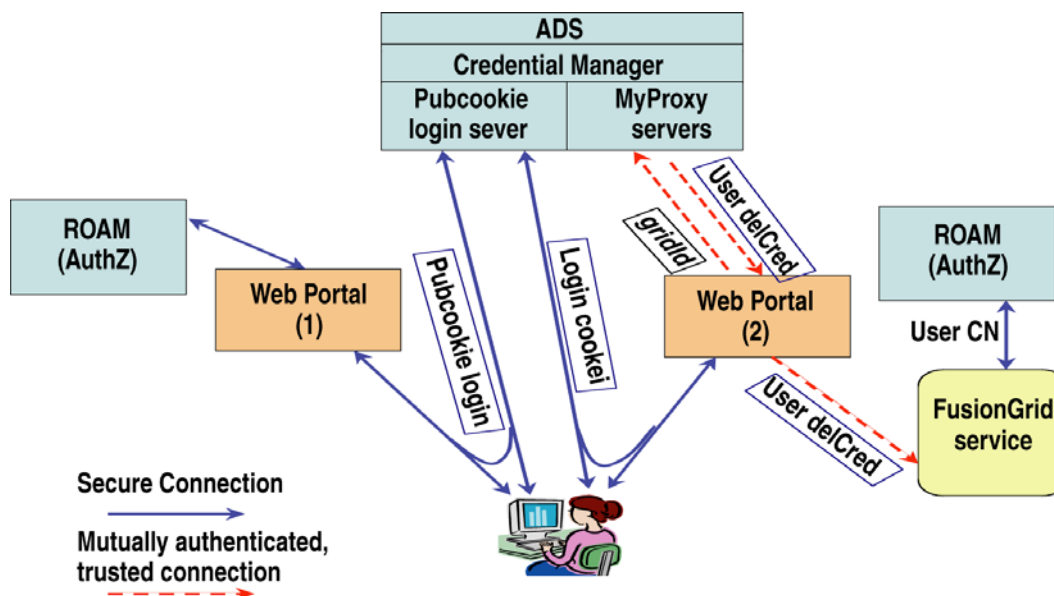 ADS
Credential Manager
Pubcookie
login sever
MyProxy
servers
ROAM
(AuthZ)
Web Portal
(1)
Pubcookie login
Login cookei
gridId
User delCred
Web Portal
(2)
ROAM
(AuthZ)
User CN
User delCred
FusionGrid
service
Secure Connection
Mutually authenticated,
trusted connection